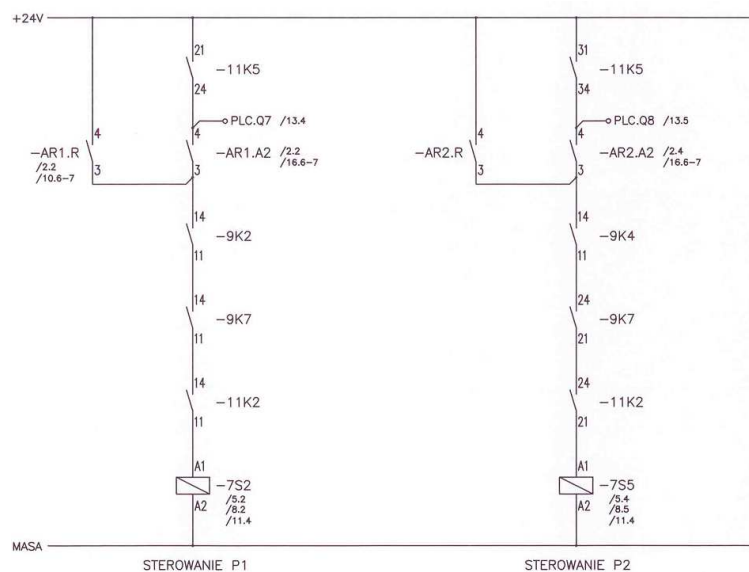 +24V
21
-11K5
24
PLC.Q7 /13.4
4
-AR1.R
/2.2
/10.6-7
3
4
-AR1.A2
/2.2
/16.6-7
3
14
-9K2
11
14
-9K7
11
14
-11K2
11
A1
-7S2
/5.2
/8.2
/11.4
A2
31
-11K5
34
PLC.Q8 /13.5
4
-AR2.R
3
4
-AR2.A2
/2.4
/16.6-7
3
14
-9K4
11
24
-9K7
21
24
-11K2
21
A1
-7S5
/5.4
/8.5
/11.4
A2
MASA
STEROWANIE P1
STEROWANIE P2